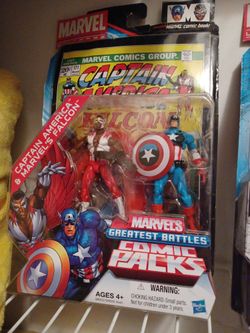 MARVEL
MARVEL COMICS GROUP
CAPTAIN
AMERICA
FALCON
CAPTAIN AMERICA
& MARVEL'S FALCON
MARVEL'S
GREATEST BATTLES
COMIC
PACKS
WARNING:
CHOKING HAZARD-Small parts.
Not for children under 3 years.
AGES 4+
Hasbro